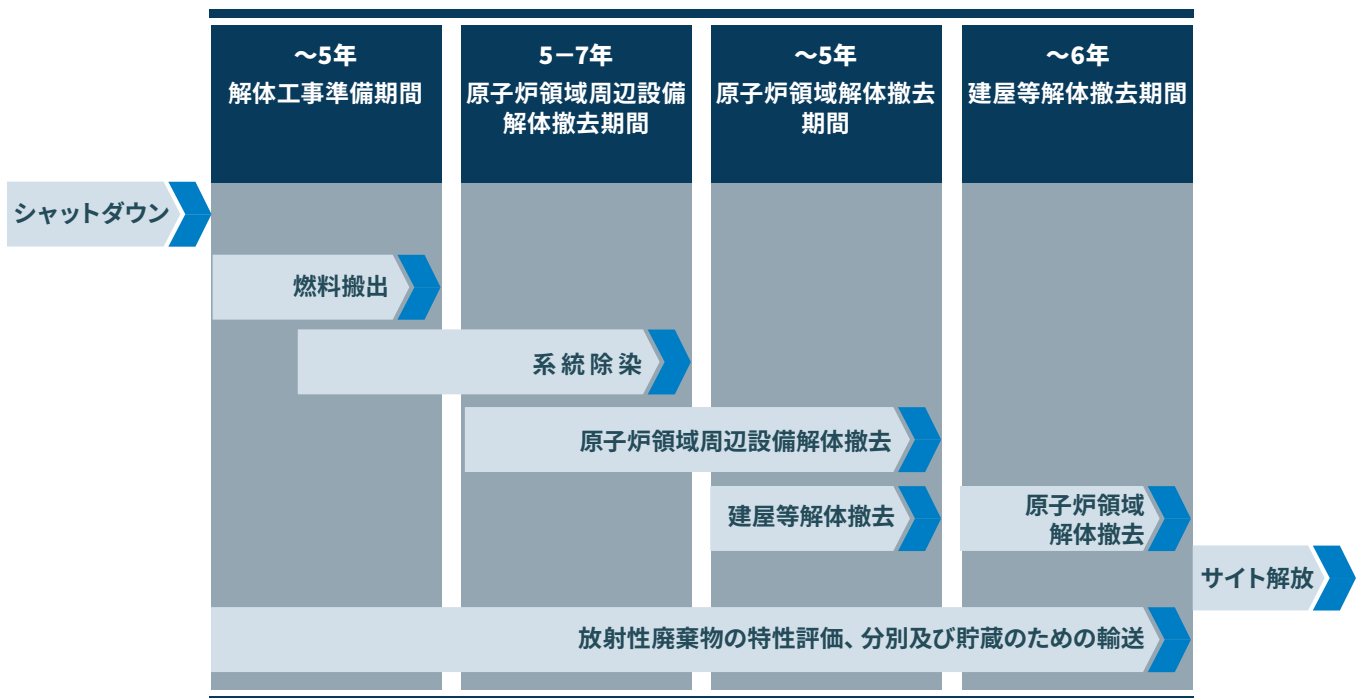 ～5年
解体工事準備期間
5－7年
原子炉領域周辺設備
解体撤去期間
～5年
原子炉領域解体撤去
期間
～6年
建屋等解体撤去期間
シャットダウン
燃料搬出
系統除染
原子炉領域周辺設備解体撤去
建屋等解体撤去
原子炉領域
解体撤去
サイト解放
放射性廃棄物の特性評価、分別及び貯蔵のための輸送